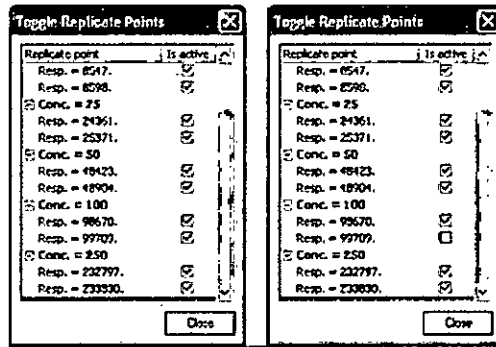 Toggle Replicate Points
Replicate point Is active
Resp. = 8547.
Resp. = 8598.
Conc. = 25
Resp. = 24361.
Resp. = 25371.
Conc. = 50
Resp. = 48423.
Resp. = 48904.
Conc. = 100
Resp. = 98670.
Resp. = 99709.
Conc. = 250
Resp. = 232797.
Resp. = 233830.
Close
Toggle Replicate Points
Replicate point Is active
Resp. = 8547.
Resp. = 8598.
Conc. = 25
Resp. = 24361.
Resp. = 25371.
Conc. = 50
Resp. = 48423.
Resp. = 48904.
Conc. = 100
Resp. = 98670.
Resp. = 99709.
Conc. = 250
Resp. = 232797.
Resp. = 233830.
Close